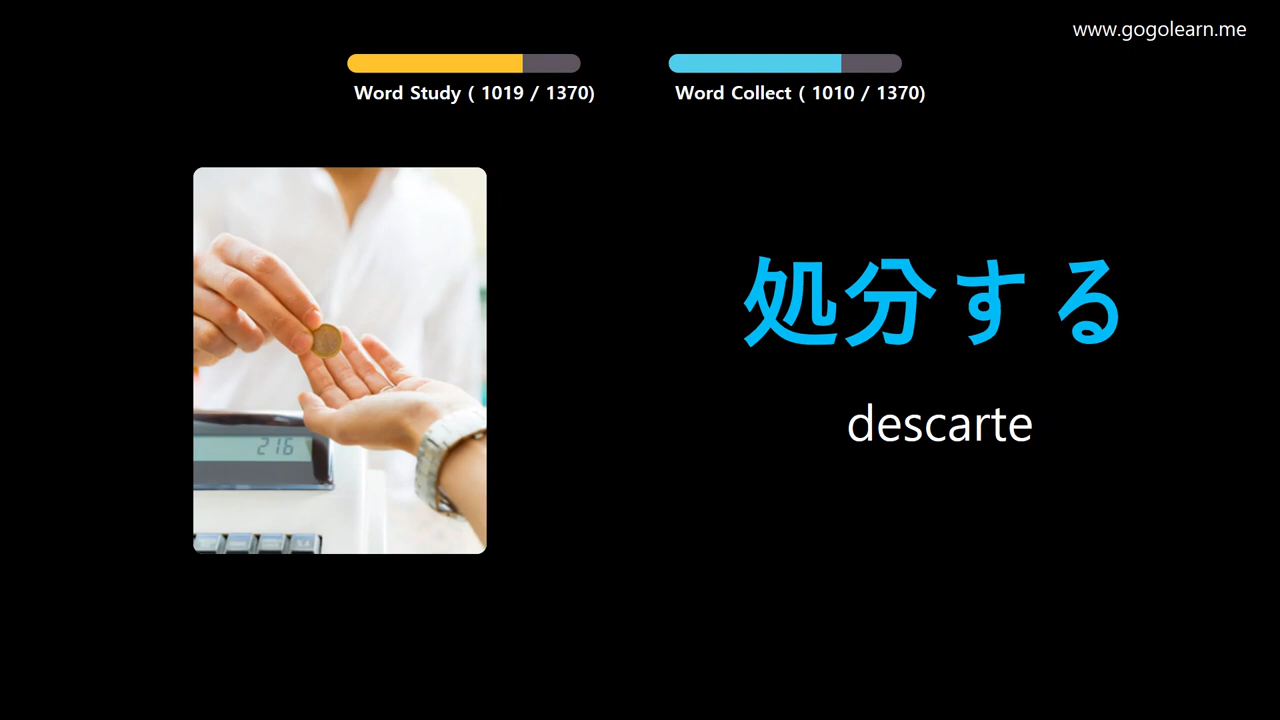 www.gogolearn.me
Word Study ( 1019 / 1370)
Word Collect ( 1010 / 1370)
処分する
descarte
216